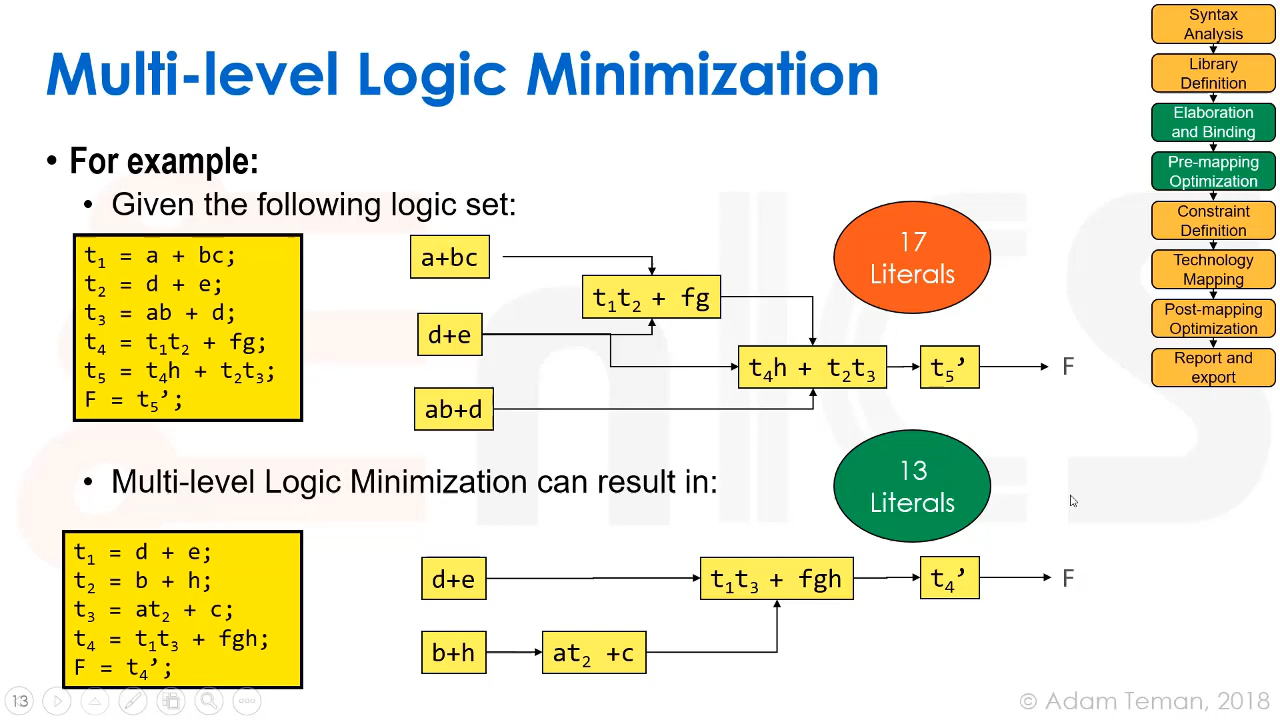 Multi-level Logic Minimization
• For example:
• Given the following logic set:
t₁ = a + bc;
t₂ = d + e;
t₃ = ab + d;
t₄ = t₁t₂ + fg;
t₅ = t₄h + t₂t₃;
F = t₅’;
a+bc
d+e
ab+d
t₁t₂ + fg
t₄h + t₂t₃
t₅’
F
17
Literals
• Multi-level Logic Minimization can result in:
13
Literals
t₁ = d + e;
t₂ = b + h;
t₃ = at₂ + c;
t₄ = t₁t₃ + fgh;
F = t₄’;
d+e
b+h
at₂ +c
t₁t₃ + fgh
t₄’
F
Syntax
Analysis
Library
Definition
Elaboration
and Binding
Pre-mapping
Optimization
Constraint
Definition
Technology
Mapping
Post-mapping
Optimization
Report and
export
13
© Adam Teman, 2018